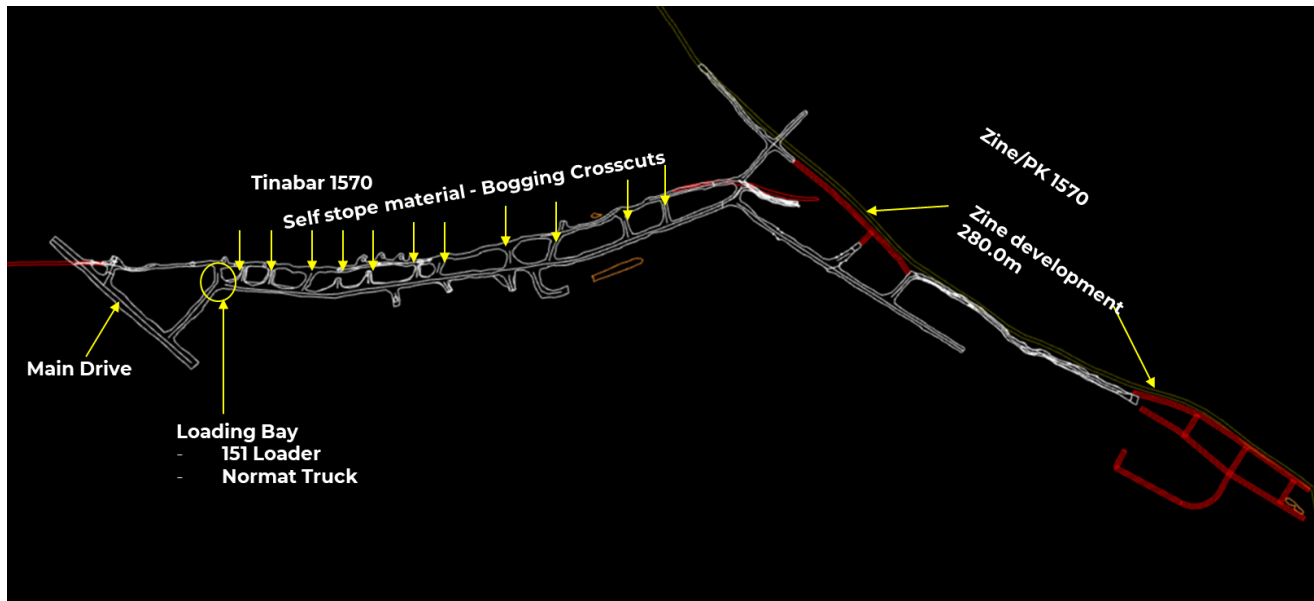 Zine/PK 1570
Tinabar 1570
Self stope material - Bogging Crosscuts
Zine development
280.0m
Main Drive
Loading Bay
- 151 Loader
- Normat Truck